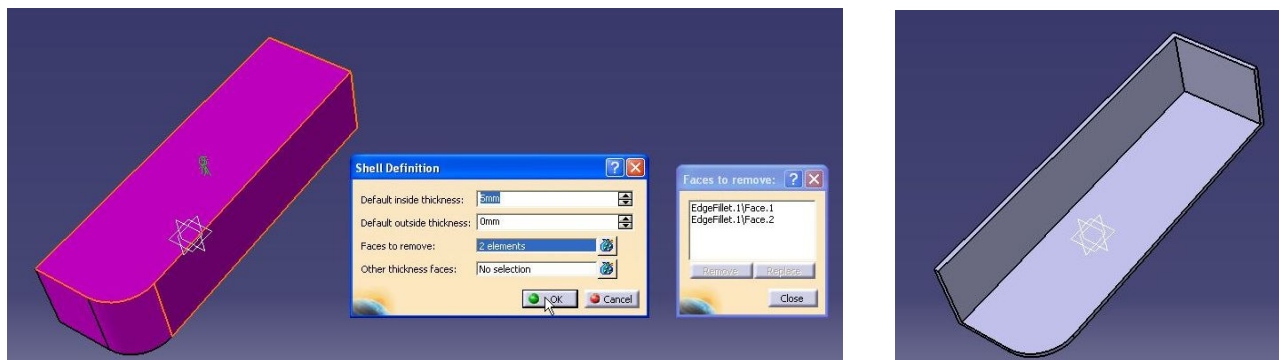 Shell Definition
Default inside thickness: 5mm
Default outside thickness: 0mm
Faces to remove: 2 elements
Other thickness faces: No selection
OK Cancel
Faces to remove:
EdgeFillet.1\Face.1
EdgeFillet.1\Face.2
Remove Replace
Close